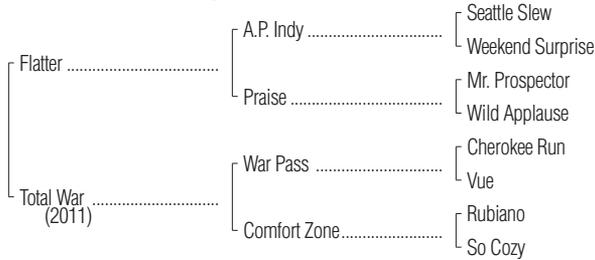 Seattle Slew
A.P. Indy ..............................
Weekend Surprise
Flatter ..................................
Mr. Prospector
Praise ..................................
Wild Applause
Cherokee Run
War Pass ............................
Vue
Total War ............................
(2011)
Rubiano
Comfort Zone......................
So Cozy